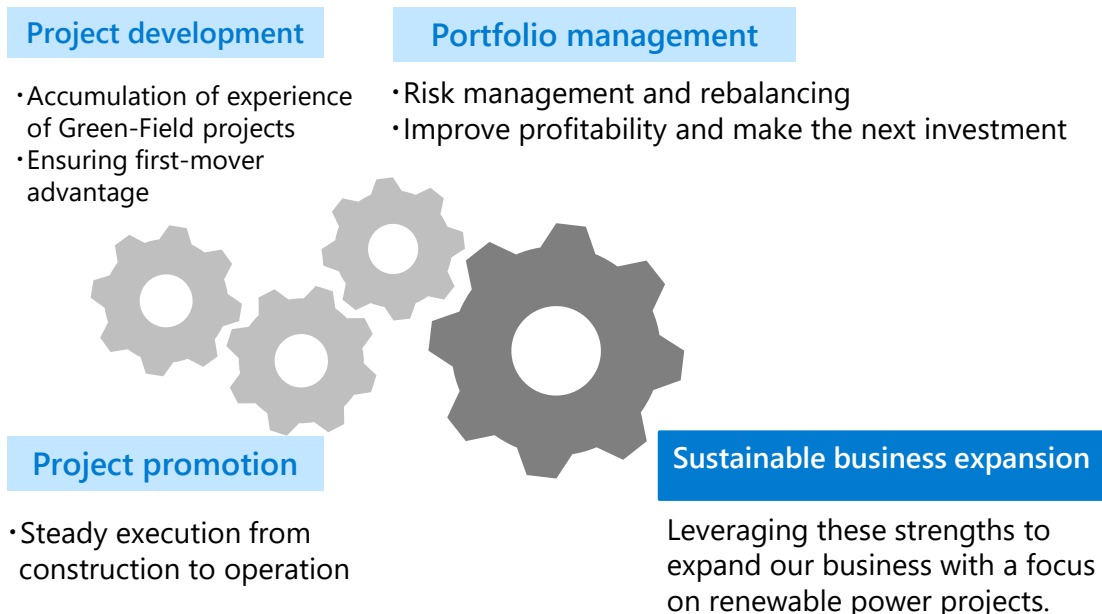 Project development
・Accumulation of experience
of Green-Field projects
・Ensuring first-mover
advantage
Portfolio management
・Risk management and rebalancing
・Improve profitability and make the next investment
Project promotion
・Steady execution from
construction to operation
Sustainable business expansion
Leveraging these strengths to
expand our business with a focus
on renewable power projects.